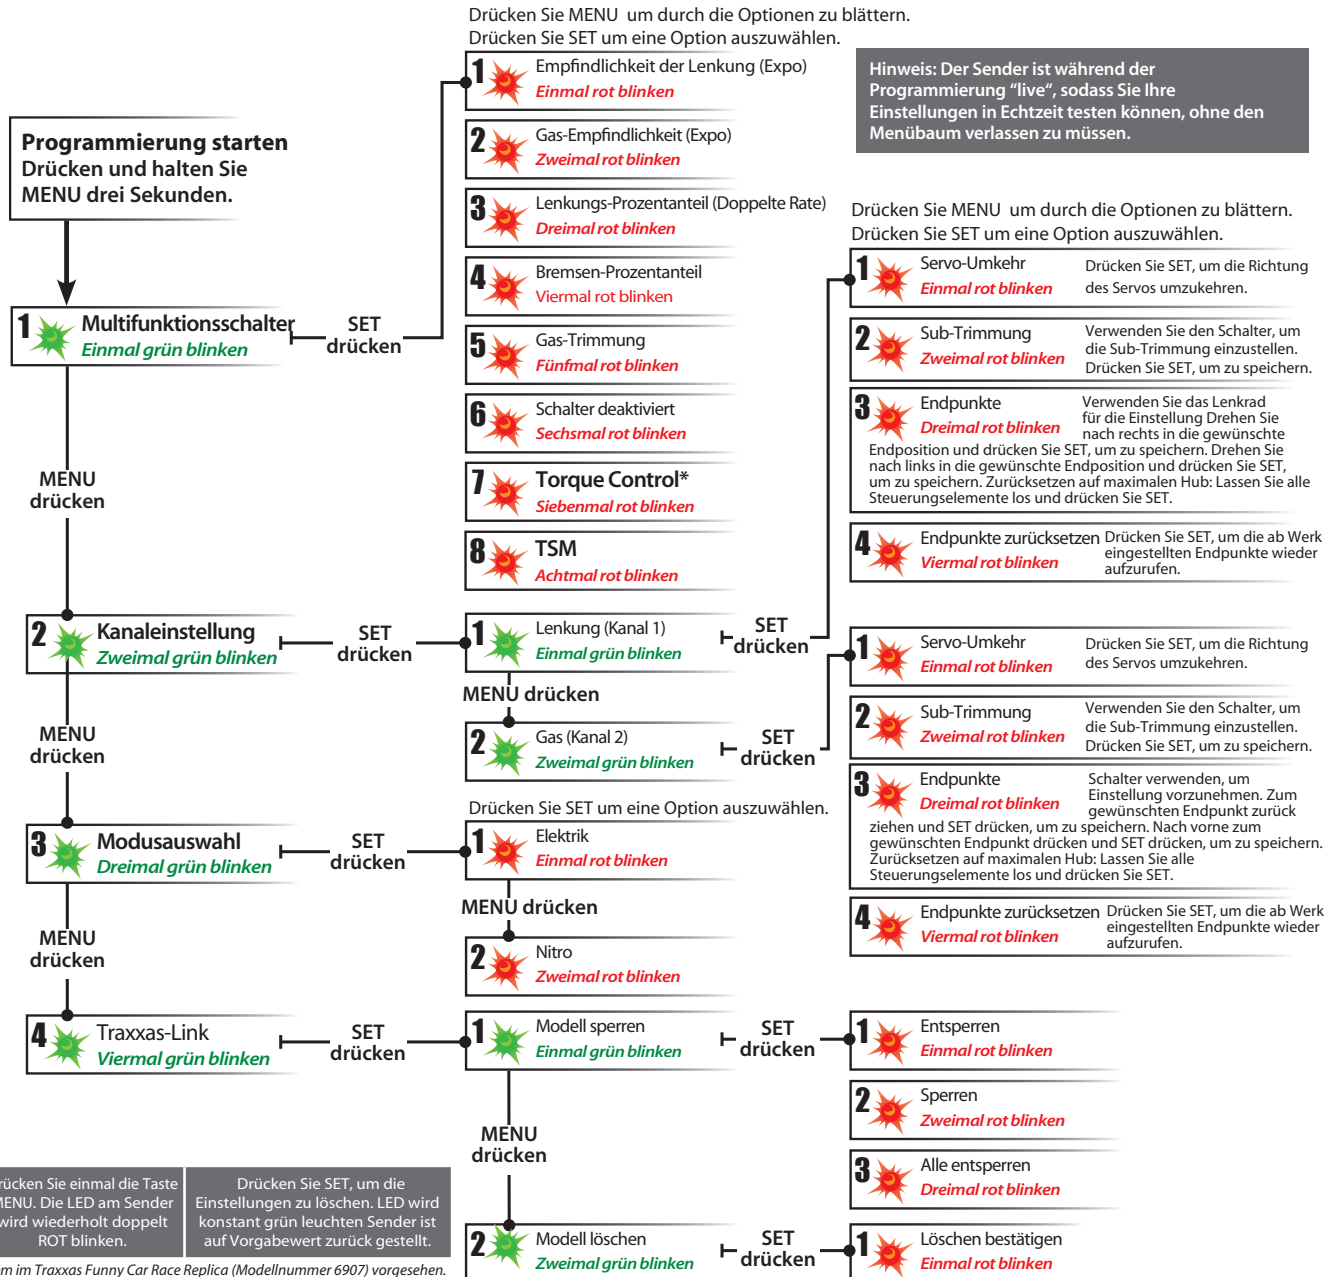 Drücken Sie MENU um durch die Optionen zu blättern.
Drücken Sie SET um eine Option auszuwählen.
Hinweis: Der Sender ist während der
Programmierung “live“, sodass Sie Ihre
Einstellungen in Echtzeit testen können, ohne den
Menübaum verlassen zu müssen.
Programmierung starten
Drücken und halten Sie
MENU drei Sekunden.
1 Multifunktionsschalter
Einmal grün blinken
SET
drücken
1 Empfindlichkeit der Lenkung (Expo)
Einmal rot blinken
2 Gas-Empfindlichkeit (Expo)
Zweimal rot blinken
3 Lenkungs-Prozentanteil (Doppelte Rate)
Dreimal rot blinken
4 Bremsen-Prozentanteil
Viermal rot blinken
5 Gas-Trimmung
Fünfmal rot blinken
6 Schalter deaktiviert
Sechsmal rot blinken
7 Torque Control*
Siebenmal rot blinken
8 TSM
Achtmal rot blinken
MENU
drücken
2 Kanaleinstellung
Zweimal grün blinken
SET
drücken
1 Lenkung (Kanal 1)
Einmal grün blinken
SET
drücken
Drücken Sie MENU um durch die Optionen zu blättern.
Drücken Sie SET um eine Option auszuwählen.
1 Servo-Umkehr
Einmal rot blinken
Drücken Sie SET, um die Richtung
des Servos umzukehren.
2 Sub-Trimmung
Zweimal rot blinken
Verwenden Sie den Schalter, um
die Sub-Trimmung einzustellen.
Drücken Sie SET, um zu speichern.
3 Endpunkte
Dreimal rot blinken
Verwenden Sie das Lenkrad
für die Einstellung Drehen Sie
nach rechts in die gewünschte
Endposition und drücken Sie SET, um zu speichern. Drehen Sie
nach links in die gewünschte Endposition und drücken Sie SET,
um zu speichern. Zurücksetzen auf maximalen Hub: Lassen Sie alle
Steuerungselemente los und drücken Sie SET.
4 Endpunkte zurücksetzen
Viermal rot blinken
Drücken Sie SET, um die ab Werk
eingestellten Endpunkte wieder
aufzurufen.
MENU drücken
2 Gas (Kanal 2)
Zweimal grün blinken
SET
drücken
1 Servo-Umkehr
Einmal rot blinken
Drücken Sie SET, um die Richtung
des Servos umzukehren.
2 Sub-Trimmung
Zweimal rot blinken
Verwenden Sie den Schalter, um
die Sub-Trimmung einzustellen.
Drücken Sie SET, um zu speichern.
3 Endpunkte
Dreimal rot blinken
Schalter verwenden, um
Einstellung vorzunehmen. Zum
gewünschten Endpunkt zurück
ziehen und SET drücken, um zu speichern. Nach vorne zum
gewünschten Endpunkt drücken und SET drücken, um zu speichern.
Zurücksetzen auf maximalen Hub: Lassen Sie alle
Steuerungselemente los und drücken Sie SET.
4 Endpunkte zurücksetzen
Viermal rot blinken
Drücken Sie SET, um die ab Werk
eingestellten Endpunkte wieder
aufzurufen.
MENU
drücken
3 Modusauswahl
Dreimal grün blinken
SET
drücken
Drücken Sie SET um eine Option auszuwählen.
1 Elektrik
Einmal rot blinken
MENU drücken
2 Nitro
Zweimal rot blinken
MENU
drücken
4 Traxxas-Link
Viermal grün blinken
SET
drücken
1 Modell sperren
Einmal grün blinken
SET
drücken
1 Entsperren
Einmal rot blinken
2 Sperren
Zweimal rot blinken
3 Alle entsperren
Dreimal rot blinken
MENU
drücken
2 Modell löschen
Zweimal grün blinken
SET
drücken
1 Löschen bestätigen
Einmal rot blinken
rücken Sie einmal die Taste
MENU. Die LED am Sender
wird wiederholt doppelt
ROT blinken.
Drücken Sie SET, um die
Einstellungen zu löschen. LED wird
konstant grün leuchten Sender ist
auf Vorgabewert zurück gestellt.
em im Traxxas Funny Car Race Replica (Modellnummer 6907) vorgesehen.